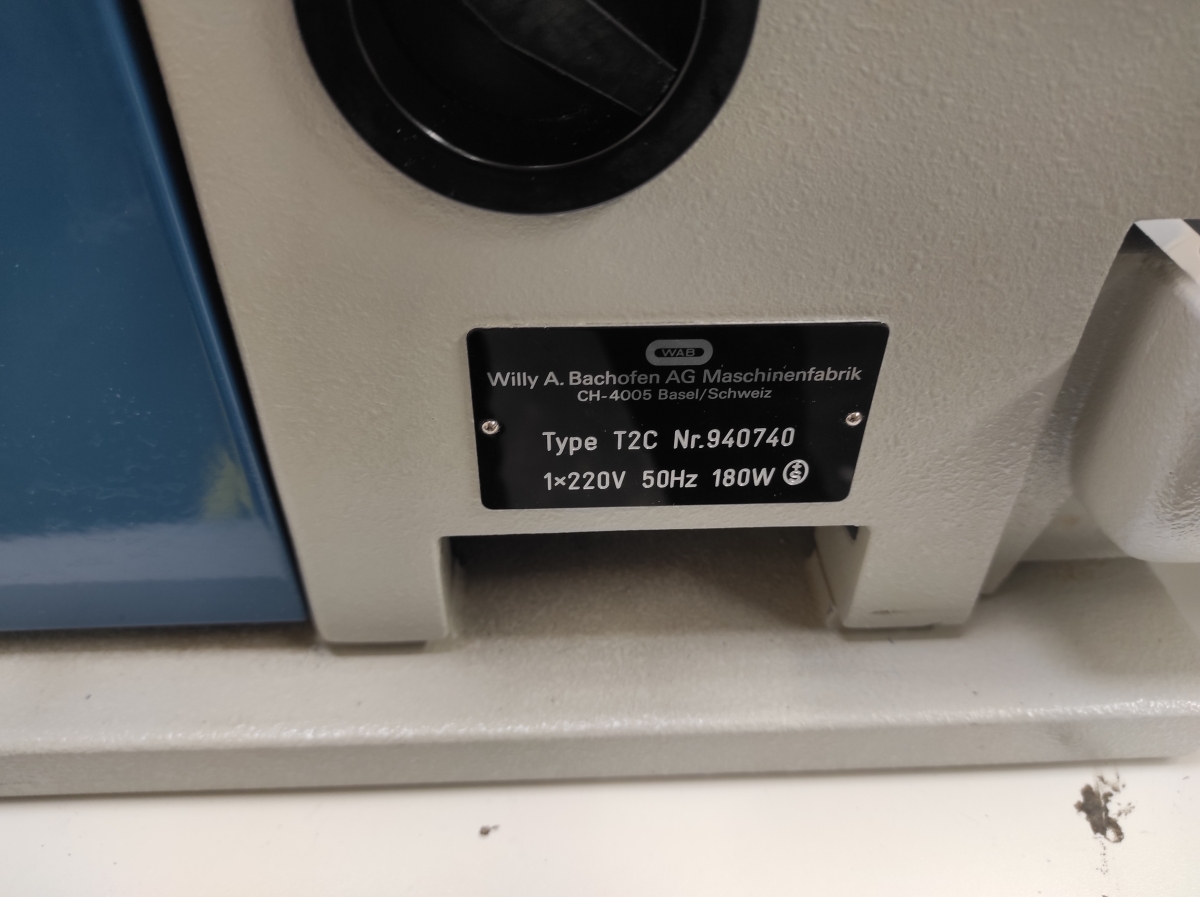 WAB
Willy A. Bachofen AG Maschinenfabrik
CH-4005 Basel/Schweiz
Type T2C Nr.940740
1×220V 50Hz 180W